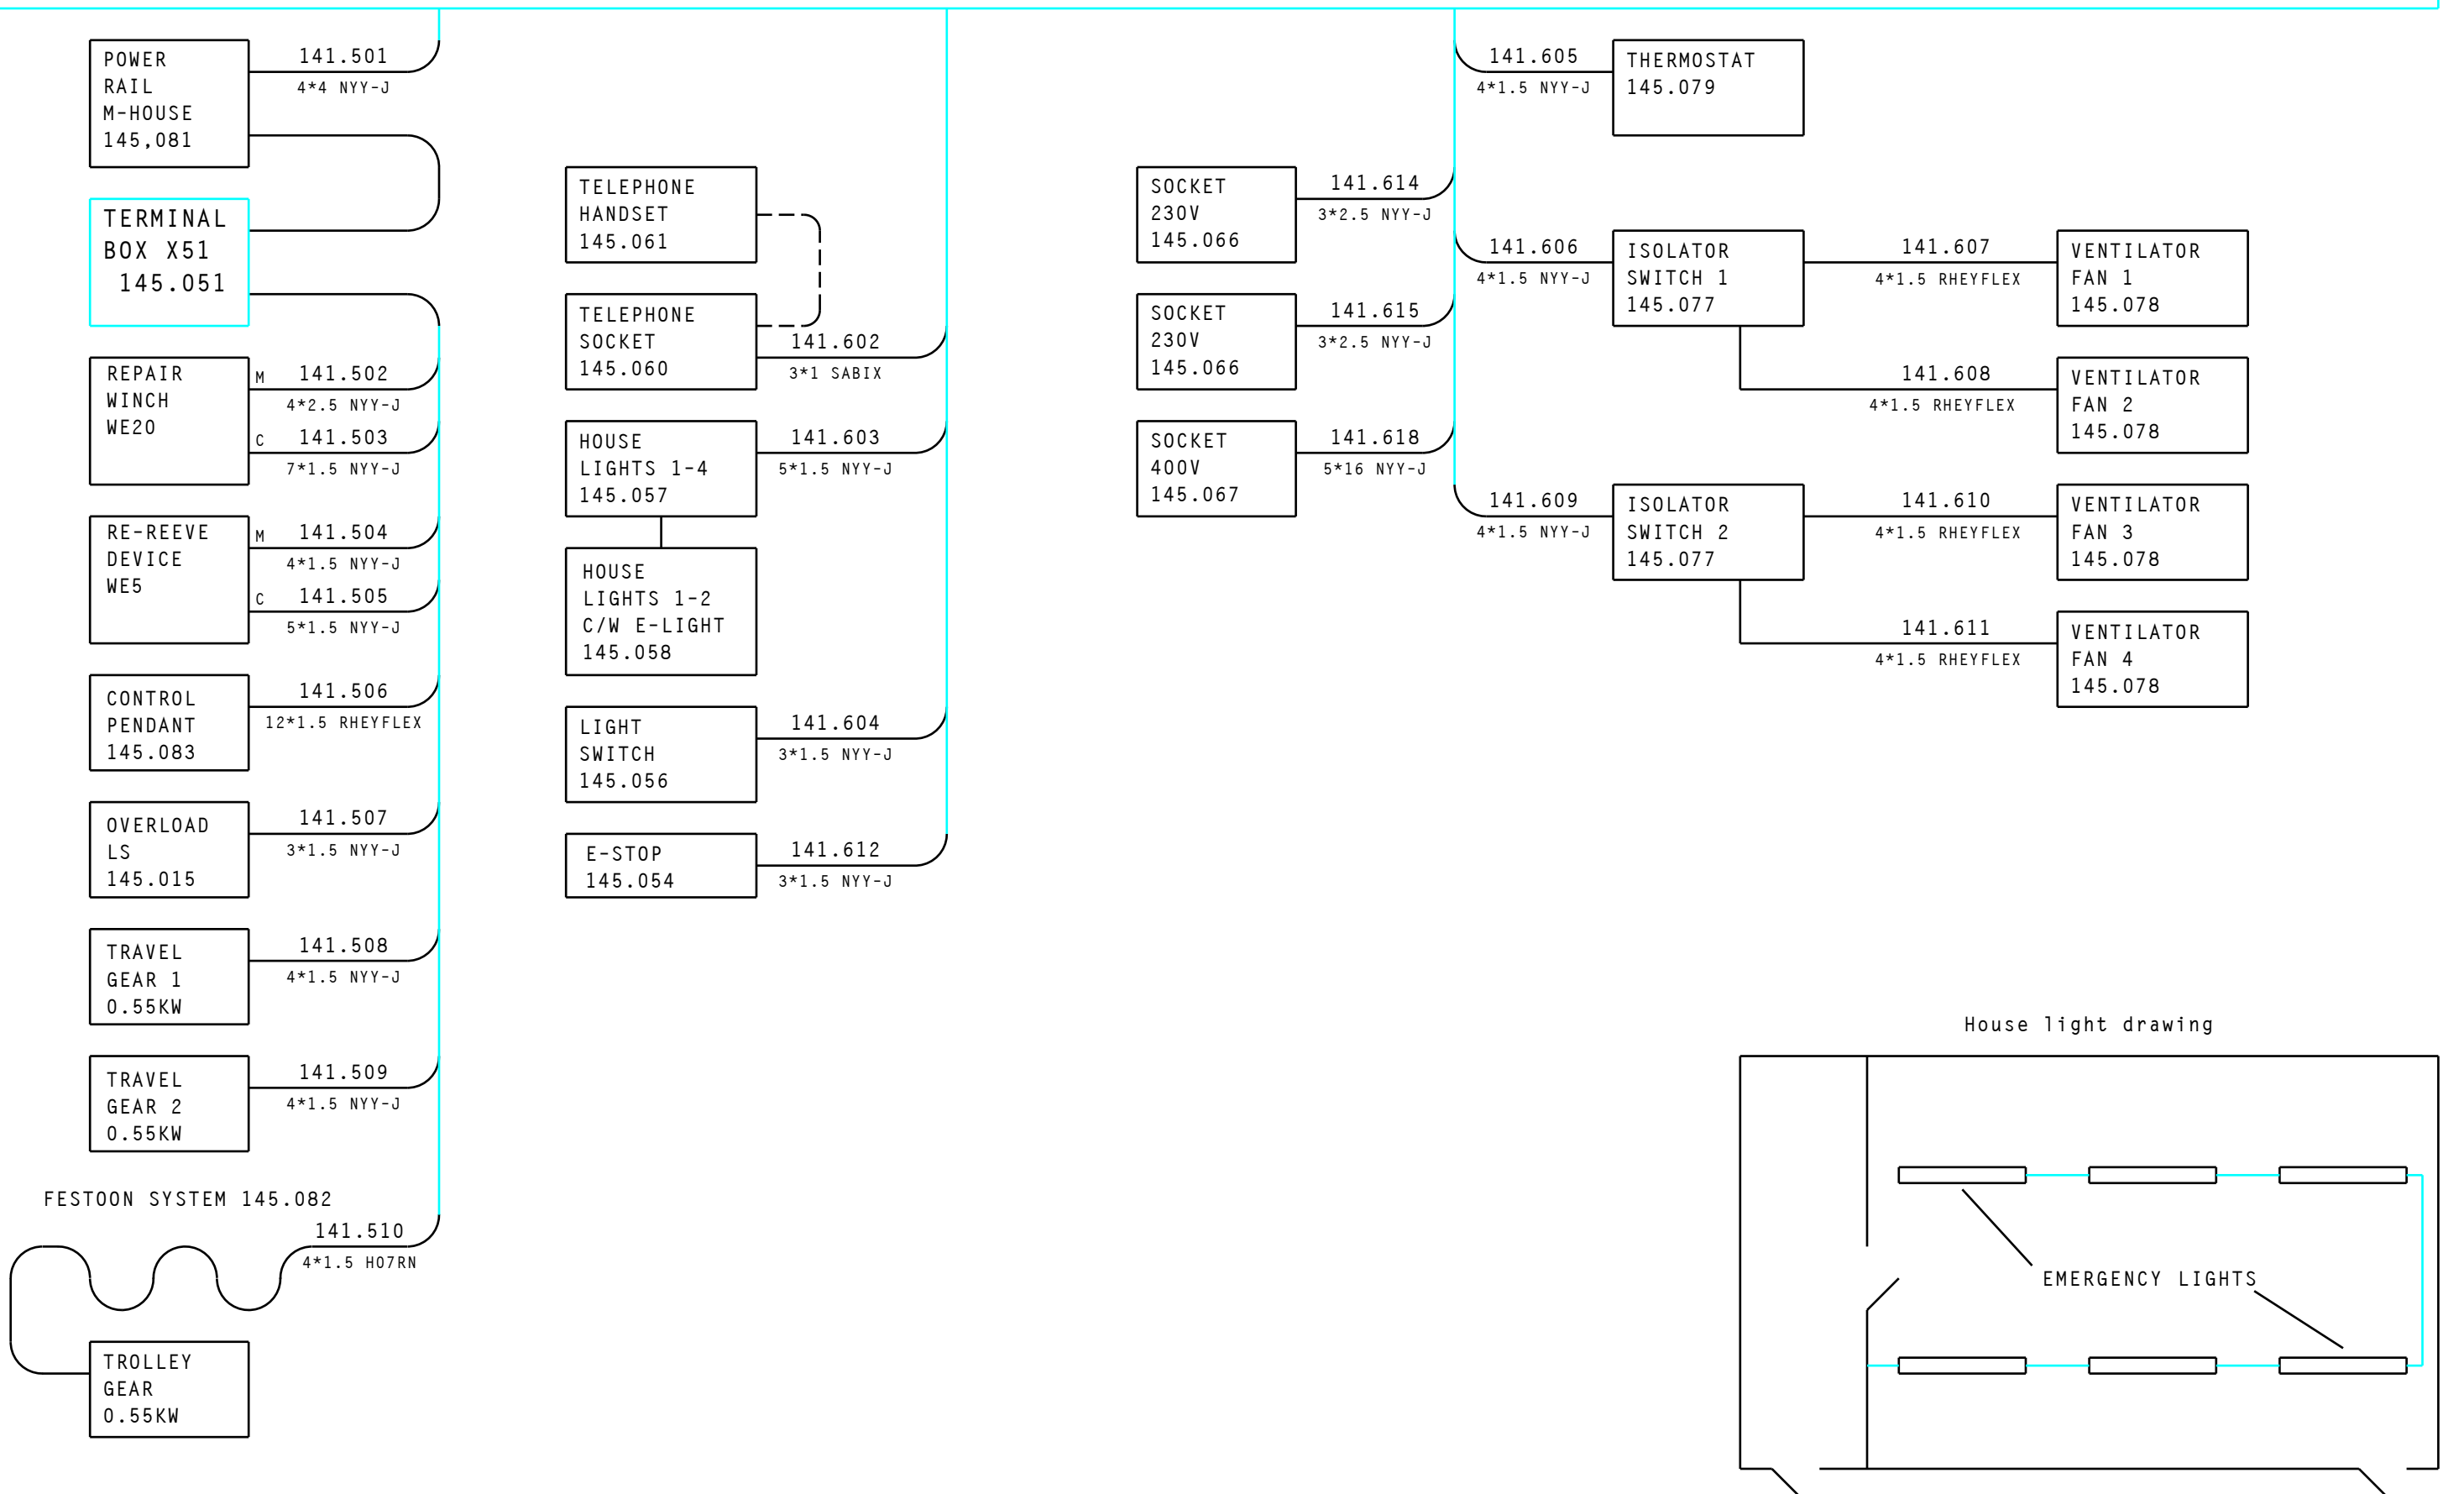 POWER
RAIL
M-HOUSE
145,081
141.501
4*4 NYY-J
TERMINAL
BOX X51
145.051
REPAIR
WINCH
WE20
M
141.502
4*2.5 NYY-J
C
141.503
7*1.5 NYY-J
RE-REEVE
DEVICE
WE5
M
141.504
4*1.5 NYY-J
C
141.505
5*1.5 NYY-J
CONTROL
PENDANT
145.083
141.506
12*1.5 RHEYFLEX
OVERLOAD
LS
145.015
141.507
3*1.5 NYY-J
TRAVEL
GEAR 1
0.55KW
141.508
4*1.5 NYY-J
TRAVEL
GEAR 2
0.55KW
141.509
4*1.5 NYY-J
FESTOON SYSTEM 145.082
141.510
4*1.5 H07RN
TROLLEY
GEAR
0.55KW
TELEPHONE
HANDSET
145.061
TELEPHONE
SOCKET
145.060
141.602
3*1 SABIX
HOUSE
LIGHTS 1-4
145.057
141.603
5*1.5 NYY-J
HOUSE
LIGHTS 1-2
C/W E-LIGHT
145.058
LIGHT
SWITCH
145.056
141.604
3*1.5 NYY-J
E-STOP
145.054
141.612
3*1.5 NYY-J
SOCKET
230V
145.066
141.614
3*2.5 NYY-J
SOCKET
230V
145.066
141.615
3*2.5 NYY-J
SOCKET
400V
145.067
141.618
5*16 NYY-J
141.605
4*1.5 NYY-J
THERMOSTAT
145.079
141.606
4*1.5 NYY-J
ISOLATOR
SWITCH 1
145.077
141.607
4*1.5 RHEYFLEX
VENTILATOR
FAN 1
145.078
141.608
4*1.5 RHEYFLEX
VENTILATOR
FAN 2
145.078
141.609
4*1.5 NYY-J
ISOLATOR
SWITCH 2
145.077
141.610
4*1.5 RHEYFLEX
VENTILATOR
FAN 3
145.078
141.611
4*1.5 RHEYFLEX
VENTILATOR
FAN 4
145.078
House light drawing
EMERGENCY LIGHTS